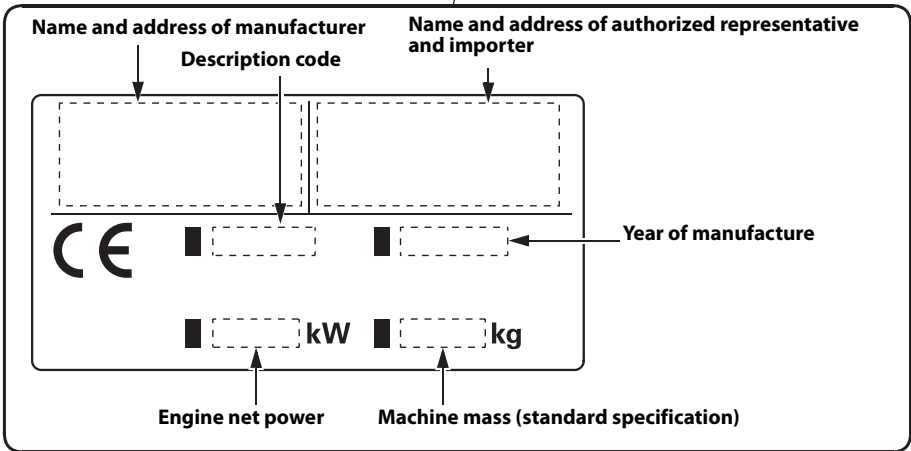 Name and address of manufacturer
Name and address of authorized representative
and importer
Description code
CE
Year of manufacture
kW
kg
Engine net power
Machine mass (standard specification)